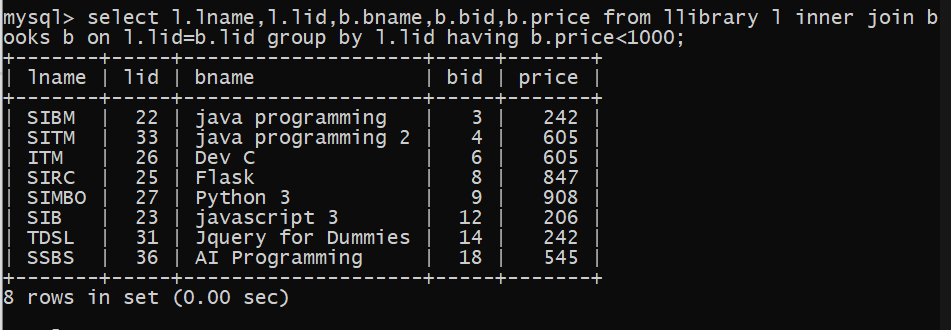 mysql> select l.lname,l.lid,b.bname,b.bid,b.price from llibrary l inner join b
ooks b on l.lid=b.lid group by l.lid having b.price<1000;
+-------+-----+--------------------+-----+-------+
| lname | lid | bname              | bid | price |
+-------+-----+--------------------+-----+-------+
| SIBM  |  22 | java programming   |   3 |   242 |
| SITM  |  33 | java programming 2 |   4 |   605 |
| ITM   |  26 | Dev C              |   6 |   605 |
| SIRC  |  25 | Flask              |   8 |   847 |
| SIMBO |  27 | Python 3           |   9 |   908 |
| SIB   |  23 | javascript 3       |  12 |   206 |
| TDSL  |  31 | Jquery for Dummies |  14 |   242 |
| SSBS  |  36 | AI Programming     |  18 |   545 |
+-------+-----+--------------------+-----+-------+
8 rows in set (0.00 sec)